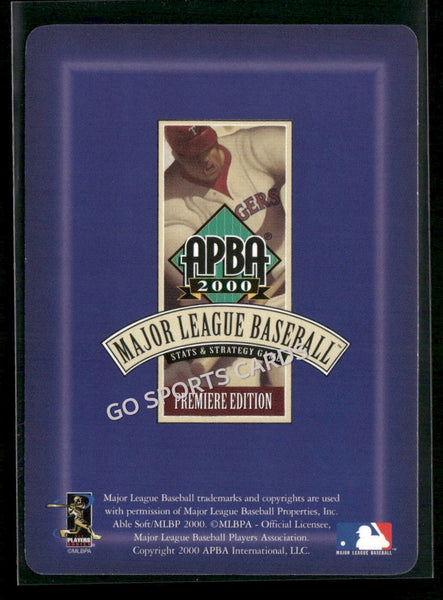 T
GERS
APBA®
2000
MAJOR LEAGUE BASEBALL™
STATS & STRATEGY
GO SPORTS CARDS
PREMIERE EDITION
Major League Baseball trademarks and copyrights are used
with permission of Major League Baseball Properties, Inc.
Able Soft/MLBP 2000. ©MLBPA - Official Licensee,
Major League Baseball Players Association.
Copyright 2000 APBA International, LLC.
PLAYERS
CHOICE
©MLBPA
MAJOR LEAGUE BASEBALL